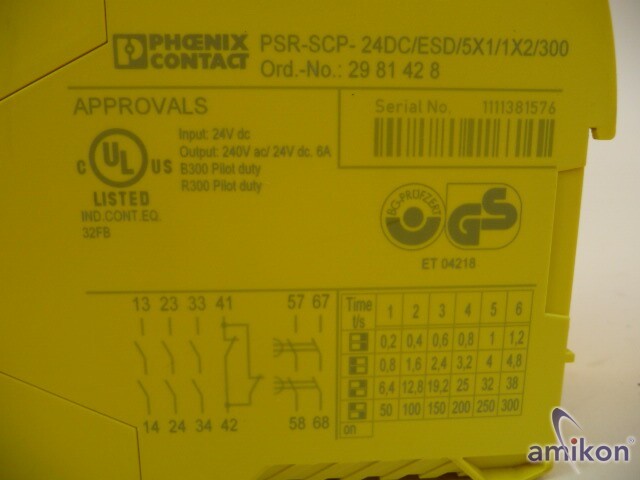 PHŒNIX CONTACT
PSR-SCP- 24DC/ESD/5X1/1X2/300
Ord.-No.: 29 81 42 8
APPROVALS
Serial No. 1111381576
C UL US
LISTED
IND.CONT.EQ.
32FB
Input: 24V dc
Output: 240V ac/ 24V dc. 6A
B300 Pilot duty
R300 Pilot duty
BG-PRÜFZERT
GS
ET 04218
13 23 33 41 57 67
14 24 34 42 58 68
Time t/s 1 2 3 4 5 6
0,2 0,4 0,6 0,8 1 1,2
0,8 1,6 2,4 3,2 4 4,8
6,4 12,8 19,2 25 32 38
50 100 150 200 250 300
on
amikon